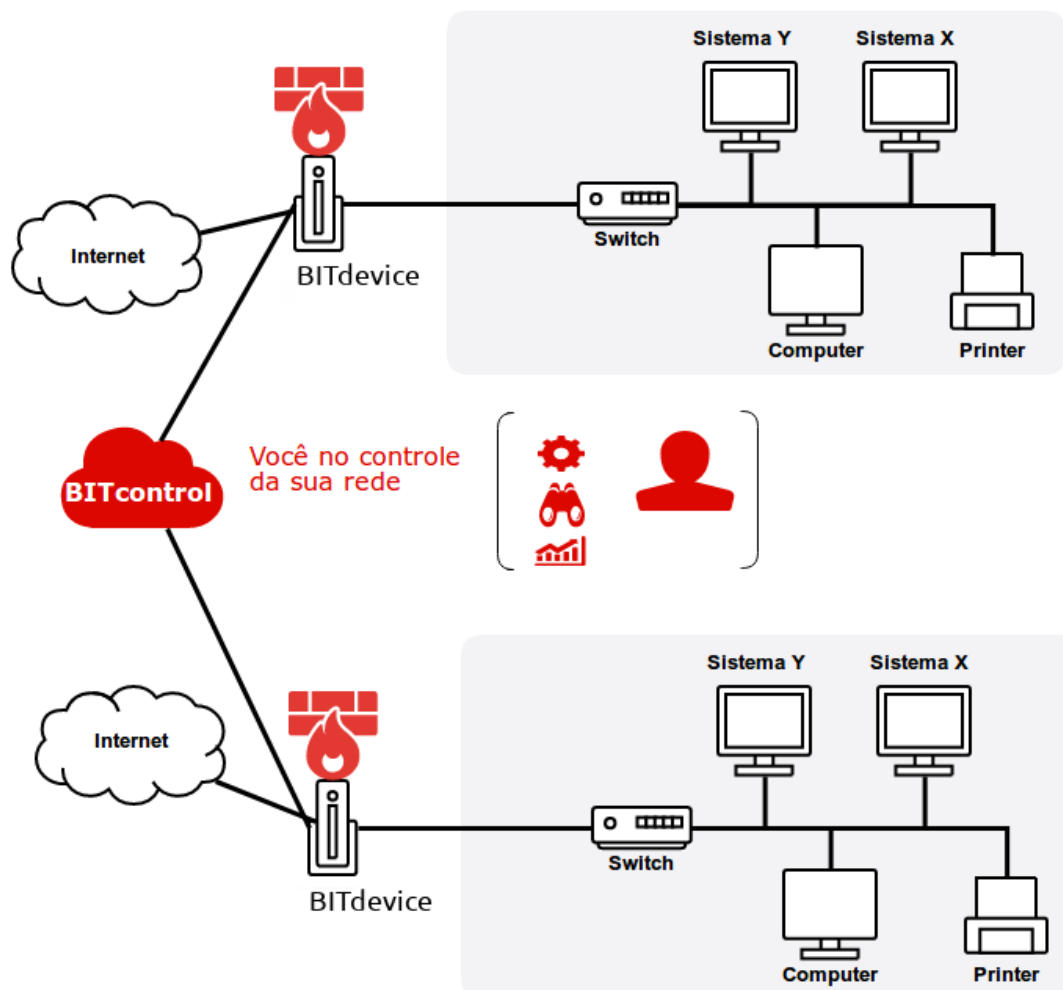 Sistema Y
Sistema X
Internet
Switch
BITdevice
Computer
Printer
BITcontrol
Você no controle
da sua rede
Sistema Y
Sistema X
Internet
Switch
BITdevice
Computer
Printer